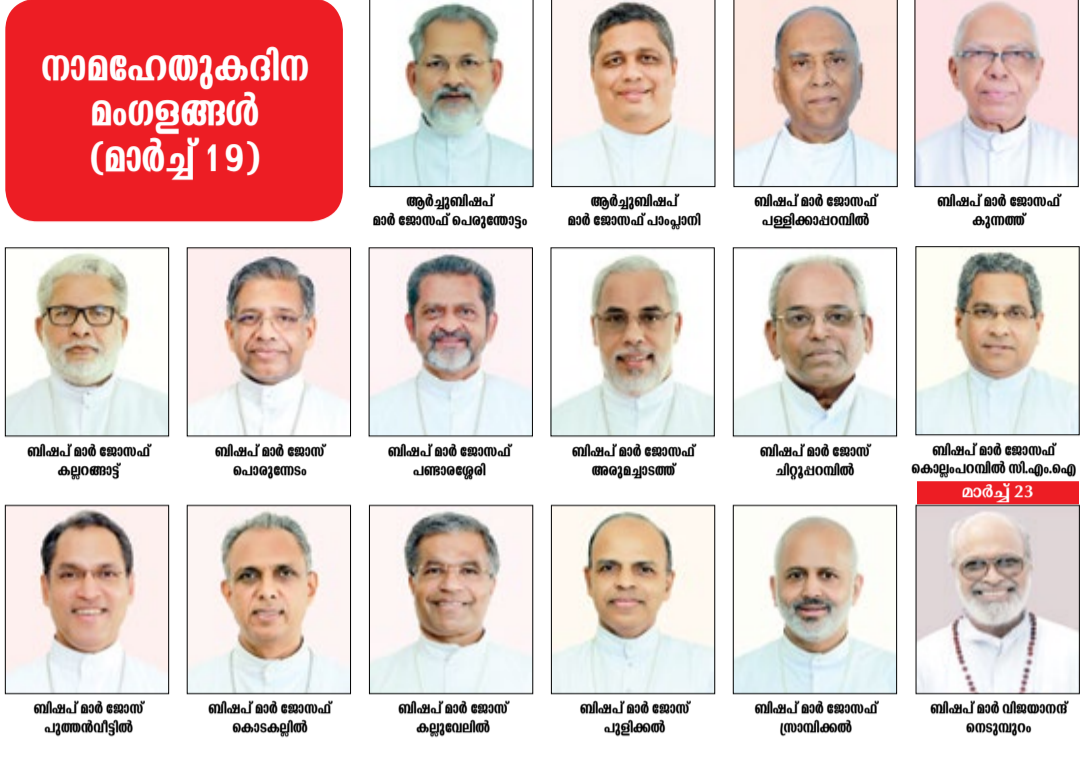 നാമഹേതുകദിന
മംഗളങ്ങൾ
(മാർച്ച് 19)
ആർച്ചുബിഷപ്
മാർ ജോസഫ് പെരുന്തോട്ടം
ആർച്ചുബിഷപ്
മാർ ജോസഫ് പാംപ്ലാനി
ബിഷപ് മാർ ജോസഫ്
പള്ളിക്കാപ്പറമ്പിൽ
ബിഷപ് മാർ ജോസഫ്
കുന്നത്ത്
ബിഷപ് മാർ ജോസഫ്
കല്ലറങ്ങാട്ട്
ബിഷപ് മാർ ജോസ്
പൊരുന്നേടം
ബിഷപ് മാർ ജോസഫ്
പണ്ടാരശ്ശേരി
ബിഷപ് മാർ ജോസഫ്
അരുമച്ചാടത്ത്
ബിഷപ് മാർ ജോസ്
ചിറ്റൂപ്പറമ്പിൽ
ബിഷപ് മാർ ജോസഫ്
കൊല്ലംപറമ്പിൽ സി.എം.ഐ
മാർച്ച് 23
ബിഷപ് മാർ ജോസ്
പുത്തൻവീട്ടിൽ
ബിഷപ് മാർ ജോസഫ്
കൊടകല്ലിൽ
ബിഷപ് മാർ ജോസ്
കല്ലുവേലിൽ
ബിഷപ് മാർ ജോസ്
പുളിക്കൽ
ബിഷപ് മാർ ജോസഫ്
സ്രാമ്പിക്കൽ
ബിഷപ് മാർ വിജയാനന്ദ്
നെടുമ്പുറം